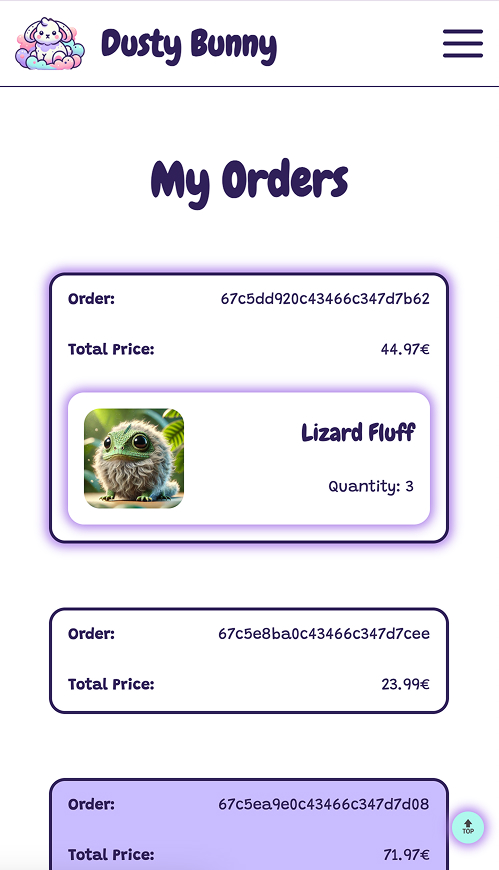 Dusty Bunny
My Orders
Order: 67c5dd920c43466c347d7b62
Total Price: 44.97€
Lizard Fluff
Quantity: 3
Order: 67c5e8ba0c43466c347d7cee
Total Price: 23.99€
Order: 67c5ea9e0c43466c347d7d08
Total Price: 71.97€
TOP